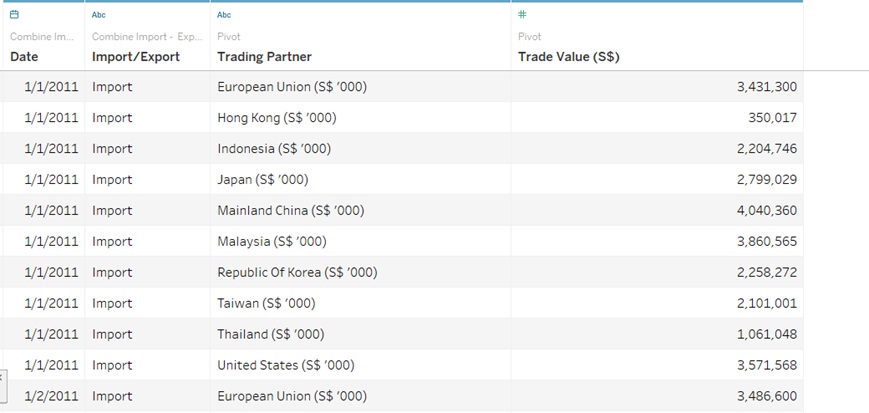 Abc Abc #
Combine Im... Combine Import - Exp... Pivot Pivot
Date Import/Export Trading Partner Trade Value (S$)
1/1/2011 Import European Union (S$ '000) 3,431,300
1/1/2011 Import Hong Kong (S$ '000) 350,017
1/1/2011 Import Indonesia (S$ '000) 2,204,746
1/1/2011 Import Japan (S$ '000) 2,799,029
1/1/2011 Import Mainland China (S$ '000) 4,040,360
1/1/2011 Import Malaysia (S$ '000) 3,860,565
1/1/2011 Import Republic Of Korea (S$ '000) 2,258,272
1/1/2011 Import Taiwan (S$ '000) 2,101,001
1/1/2011 Import Thailand (S$ '000) 1,061,048
1/1/2011 Import United States (S$ '000) 3,571,568
1/2/2011 Import European Union (S$ '000) 3,486,600